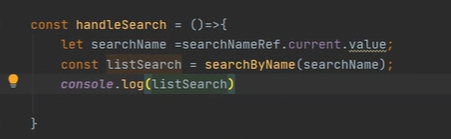 const handleSearch = ()=>{
let searchName =searchNameRef.current.value;
const listSearch = searchByName(searchName);
console.log(listSearch)
}